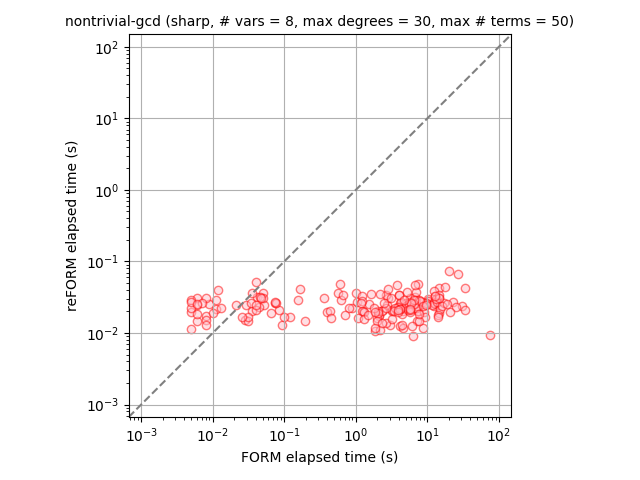 nontrivial-gcd (sharp, # vars = 8, max degrees = 30, max # terms = 50)
reFORM elapsed time (s)
10²
10¹
10⁰
10⁻¹
10⁻²
10⁻³
10⁻³ 10⁻² 10⁻¹ 10⁰ 10¹ 10²
FORM elapsed time (s)